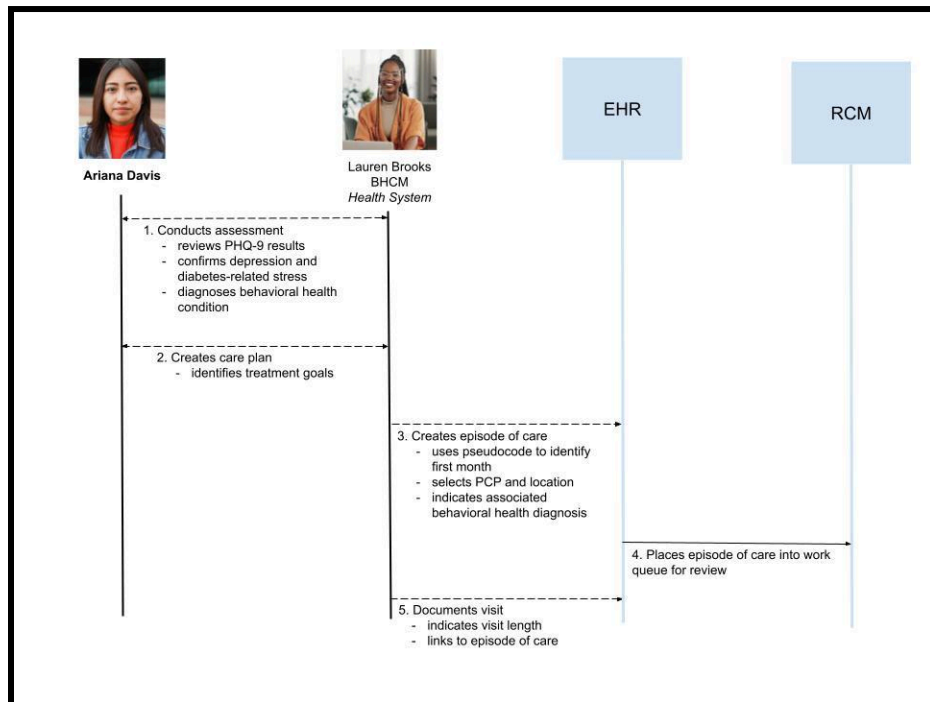 EHR
RCM
Ariana Davis
Lauren Brooks
BHCM
Health System
1. Conducts assessment
- reviews PHQ-9 results
- confirms depression and
diabetes-related stress
- diagnoses behavioral health
condition
2. Creates care plan
- identifies treatment goals
3. Creates episode of care
- uses pseudocode to identify
first month
- selects PCP and location
- indicates associated
behavioral health diagnosis
4. Places episode of care into work
queue for review
5. Documents visit
- indicates visit length
- links to episode of care